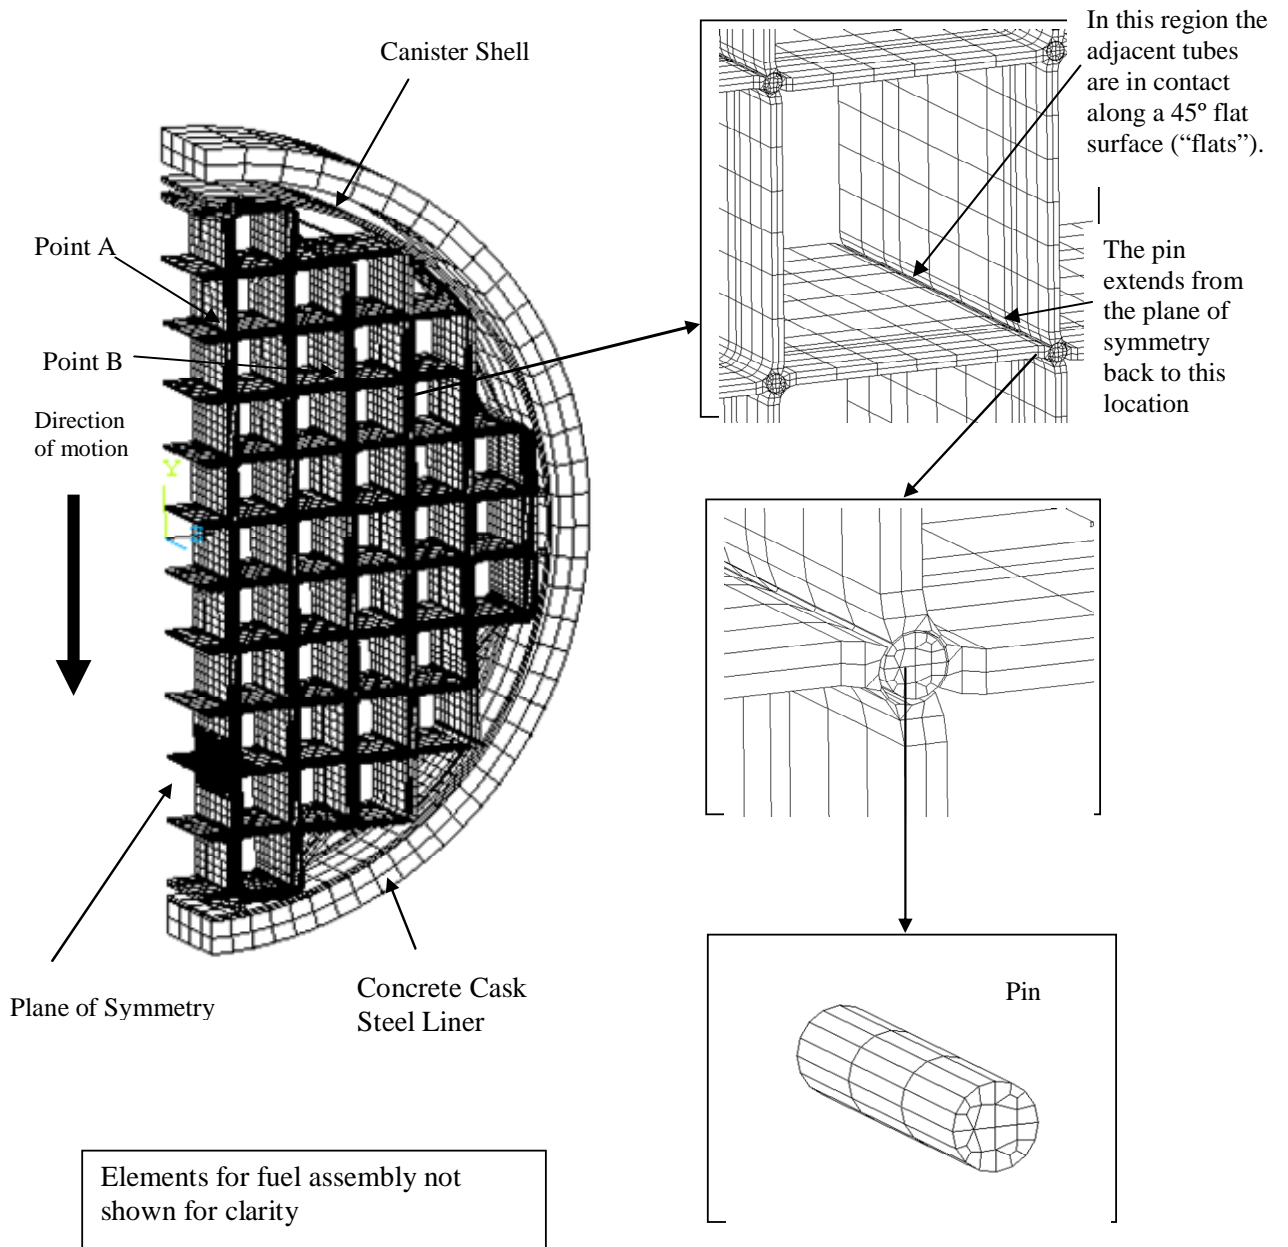 Canister Shell
Point A
Point B
Direction
of motion
Y
Plane of Symmetry
Concrete Cask
Steel Liner
Elements for fuel assembly not
shown for clarity
In this region the
adjacent tubes
are in contact
along a 45º flat
surface (“flats”).
The pin
extends from
the plane of
symmetry
back to this
location
Pin